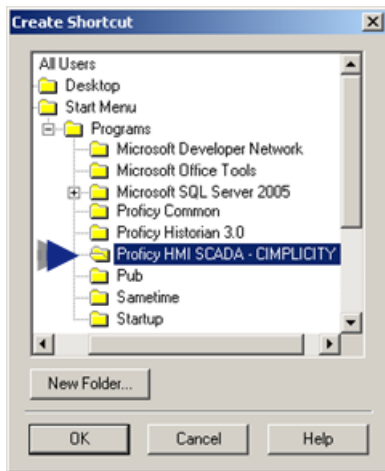 Create Shortcut
All Users
Desktop
Start Menu
Programs
Microsoft Developer Network
Microsoft Office Tools
Microsoft SQL Server 2005
Proficy Common
Proficy Historian 3.0
Proficy HMI SCADA - CIMPLICITY
Pub
Sametime
Startup
New Folder...
OK
Cancel
Help